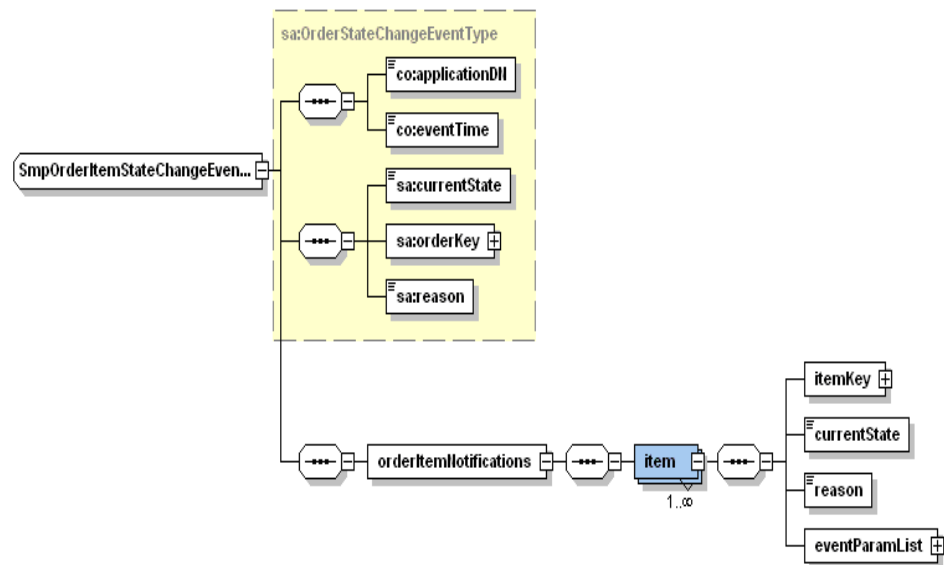 sa:OrderStateChangeEventType
co:applicationDN
co:eventTime
SmpOrderItemStateChangeEven...
sa:currentState
sa:orderKey
sa:reason
itemKey
currentState
orderItemNotifications
item
1..∞
reason
eventParamList